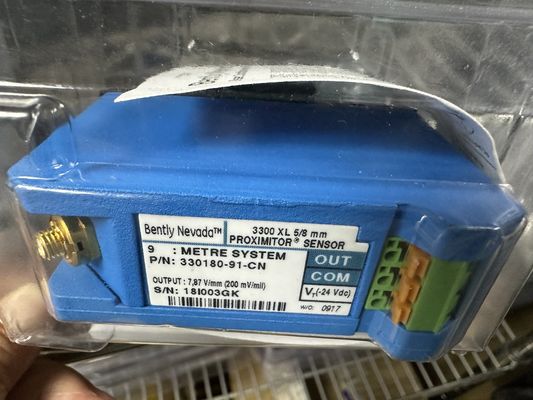 Bently Nevada™
3300 XL 5/8 mm
PROXIMITOR® SENSOR
9 : METRE SYSTEM
P/N: 330180-91-CN
OUTPUT : 7,87 V/mm (200 mV/mil)
S/N: 18I003GK
OUT
COM
VT(-24 Vdc)
W/O: 0917